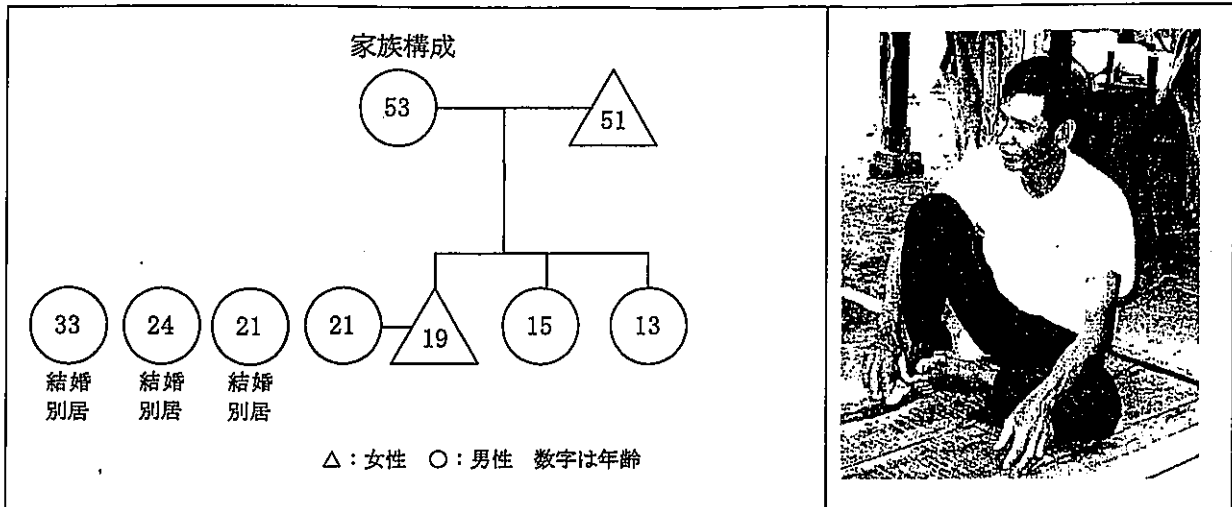 家族構成
53
51
33
24
21
21
19
15
13
結婚 結婚 結婚
別居 別居 別居
△：女性 ○：男性 数字は年齢